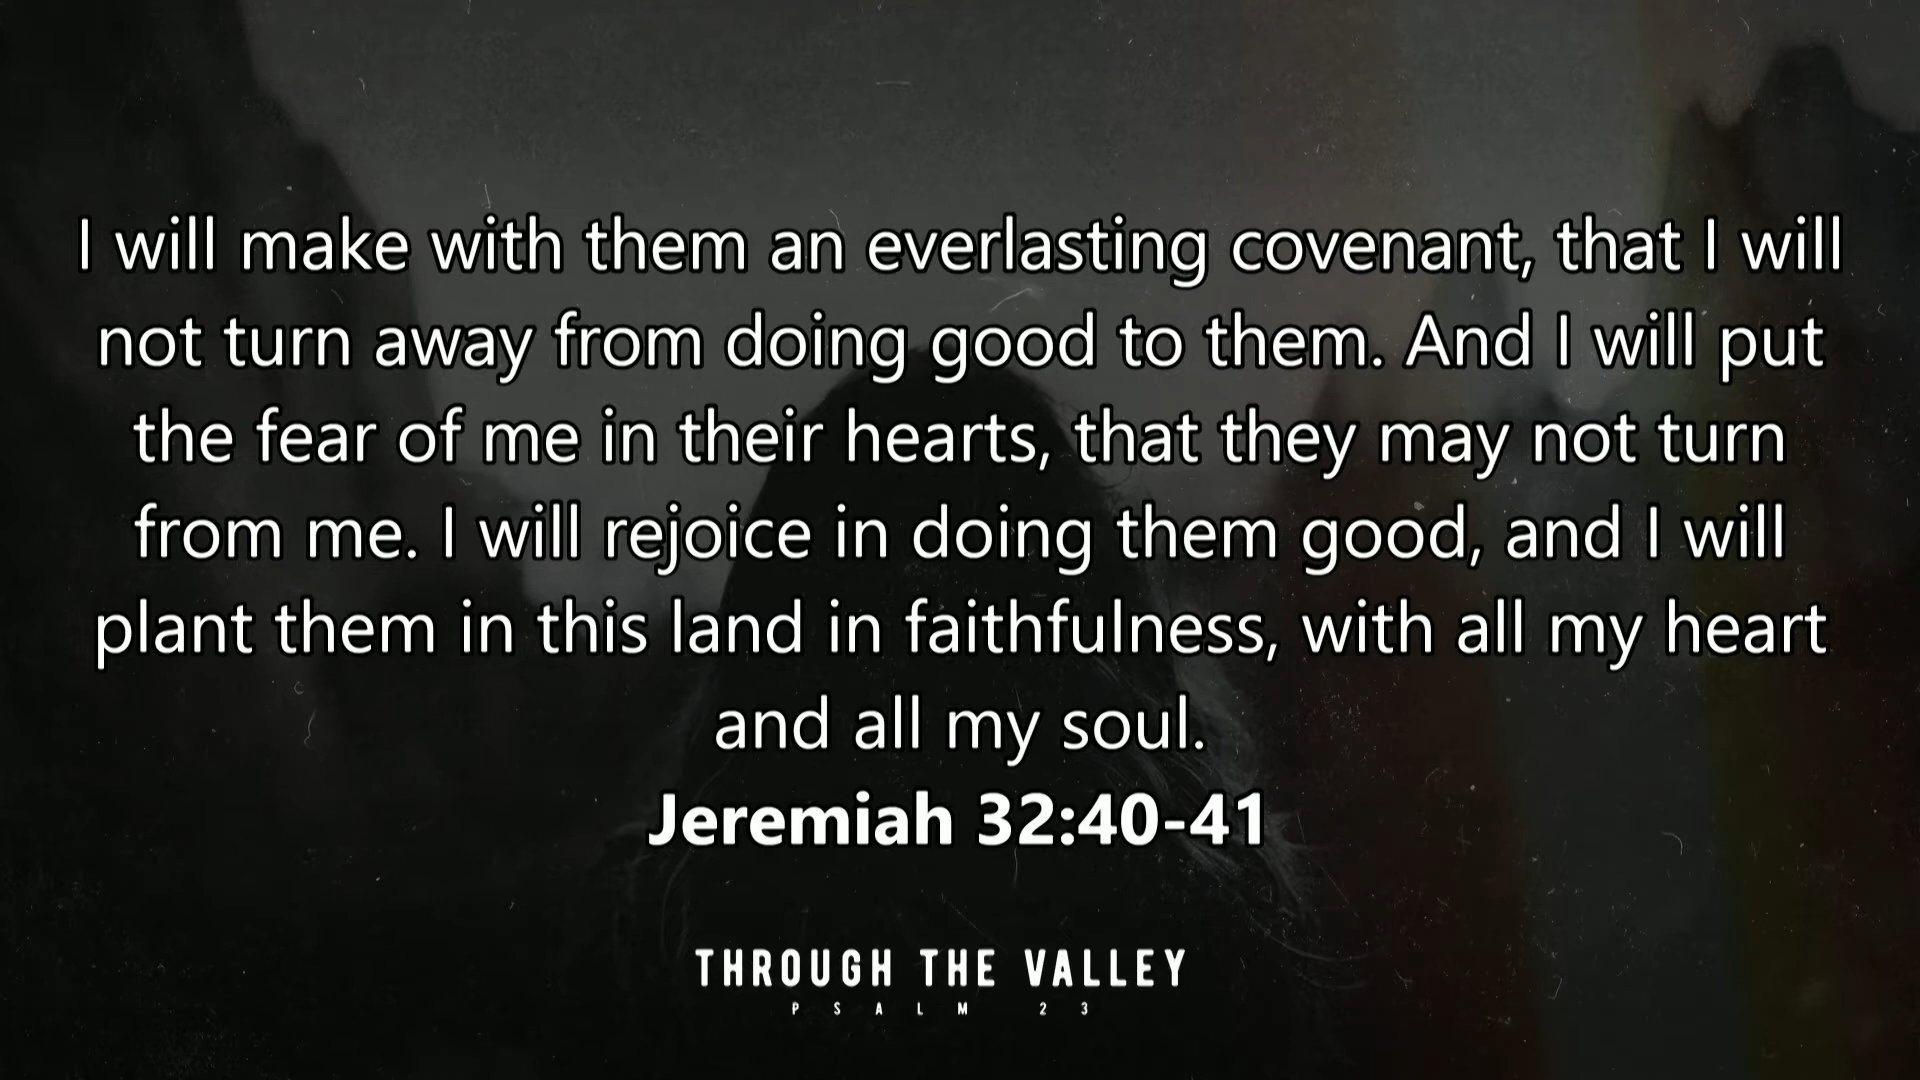 I will make with them an everlasting covenant, that I will
not turn away from doing good to them. And I will put
the fear of me in their hearts, that they may not turn
from me. I will rejoice in doing them good, and I will
plant them in this land in faithfulness, with all my heart
and all my soul.
Jeremiah 32:40-41
THROUGH THE VALLEY
PSALM 23